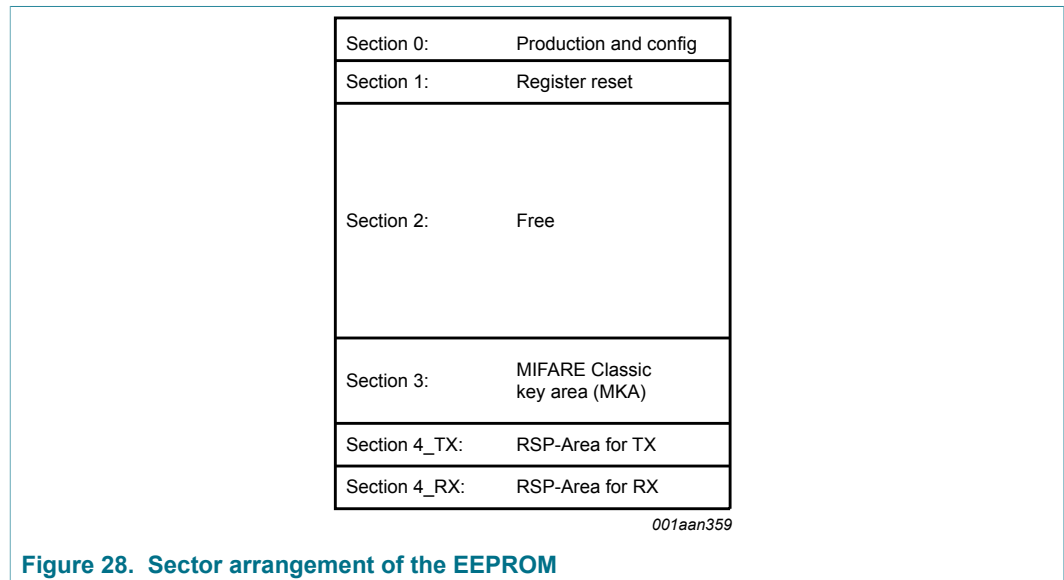 Section 0: Production and config
Section 1: Register reset
Section 2: Free
Section 3: MIFARE Classic
key area (MKA)
Section 4_TX: RSP-Area for TX
Section 4_RX: RSP-Area for RX
001aan359
Figure 28. Sector arrangement of the EEPROM